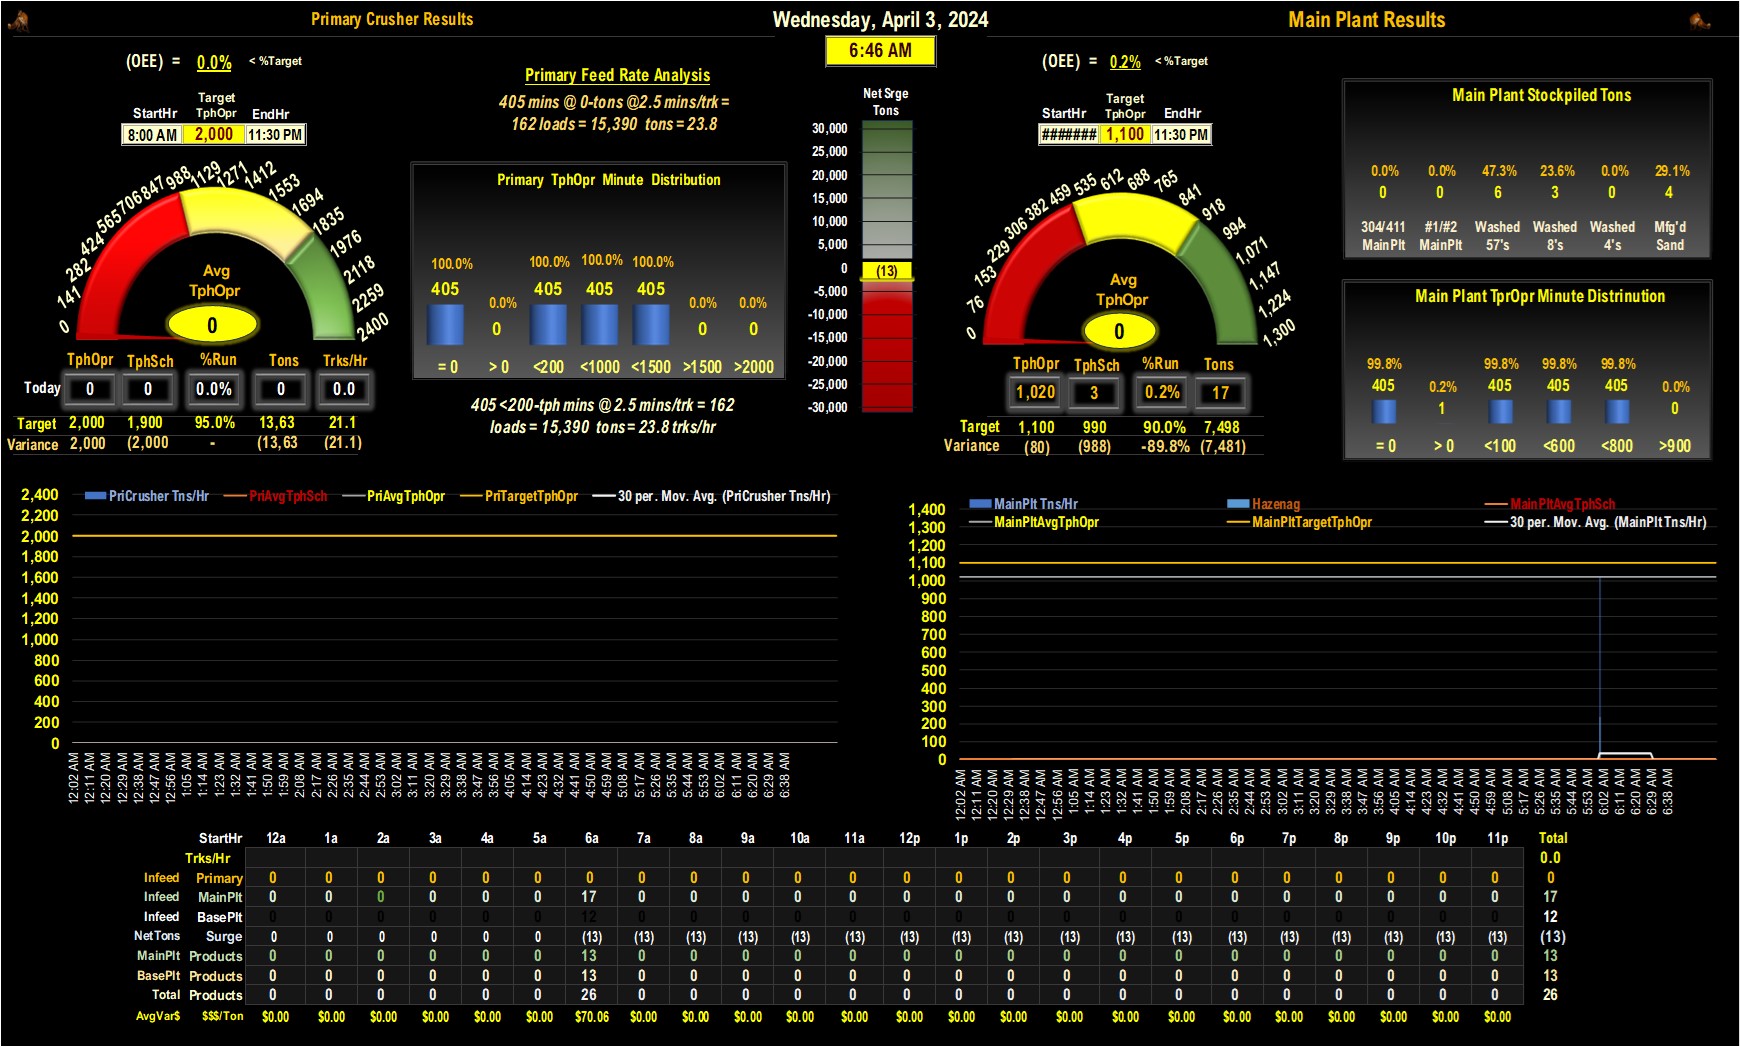 Primary Crusher Results
Wednesday, April 3, 2024
Main Plant Results
6:46 AM
(OEE) = 0.0% < %Target
StartHr Target TphOpr EndHr
8:00 AM 2,000 11:30 PM
0 141 282 424 565 706 847 988 1129 1271 1412 1553 1694 1835 1976 2118 2259 2400
Avg
TphOpr
0
TphOpr TphSch %Run Tons Trks/Hr
Today 0 0 0.0% 0 0.0
Target 2,000 1,900 95.0% 13,63 21.1
Variance 2,000 (2,000 - (13,63 (21.1)
Primary Feed Rate Analysis
405 mins @ 0-tons @2.5 mins/trk =
162 loads = 15,390 tons = 23.8
Primary TphOpr Minute Distribution
100.0% 0.0% 100.0% 100.0% 100.0% 0.0% 0.0%
405 0 405 405 405 0 0
= 0 > 0 <200 <1000 <1500 >1500 >2000
405 <200-tph mins @ 2.5 mins/trk = 162
loads = 15,390 tons = 23.8 trks/hr
Net Srge
Tons
30,000
25,000
20,000
15,000
10,000
5,000
0
(13)
-5,000
-10,000
-15,000
-20,000
-25,000
-30,000
(OEE) = 0.2% < %Target
StartHr Target TphOpr EndHr
####### 1,100 11:30 PM
0 76 153 229 306 382 459 535 612 688 765 841 918 994 1,071 1,147 1,224 1,300
Avg
TphOpr
0
TphOpr TphSch %Run Tons
1,020 3 0.2% 17
Target 1,100 990 90.0% 7,498
Variance (80) (988) -89.8% (7,481)
Main Plant Stockpiled Tons
0.0% 0.0% 47.3% 23.6% 0.0% 29.1%
0 0 6 3 0 4
304/411 #1/#2 Washed Washed Washed Mfg'd
MainPlt MainPlt 57's 8's 4's Sand
Main Plant TprOpr Minute Distrinution
99.8% 0.2% 99.8% 99.8% 99.8% 0.0%
405 1 405 405 405 0
= 0 > 0 <100 <600 <800 >900
PriCrusher Tns/Hr PriAvgTphSch PriAvgTphOpr PriTargetTphOpr 30 per. Mov. Avg. (PriCrusher Tns/Hr)
2,400
2,200
2,000
1,800
1,600
1,400
1,200
1,000
800
600
400
200
0
12:02 AM 12:11 AM 12:20 AM 12:29 AM 12:38 AM 12:47 AM 12:56 AM 1:05 AM 1:14 AM 1:23 AM 1:32 AM 1:41 AM 1:50 AM 1:59 AM 2:08 AM 2:17 AM 2:26 AM 2:35 AM 2:44 AM 2:53 AM 3:02 AM 3:11 AM 3:20 AM 3:29 AM 3:38 AM 3:47 AM 3:56 AM 4:05 AM 4:14 AM 4:23 AM 4:32 AM 4:41 AM 4:50 AM 4:59 AM 5:08 AM 5:17 AM 5:26 AM 5:35 AM 5:44 AM 5:53 AM 6:02 AM 6:11 AM 6:20 AM 6:29 AM 6:38 AM
MainPlt Tns/Hr Hazenag MainPltAvgTphSch
MainPltAvgTphOpr MainPltTargetTphOpr 30 per. Mov. Avg. (MainPlt Tns/Hr)
1,400
1,300
1,200
1,100
1,000
900
800
700
600
500
400
300
200
100
0
12:02 AM 12:11 AM 12:20 AM 12:29 AM 12:38 AM 12:47 AM 12:56 AM 1:05 AM 1:14 AM 1:23 AM 1:32 AM 1:41 AM 1:50 AM 1:59 AM 2:08 AM 2:17 AM 2:26 AM 2:35 AM 2:44 AM 2:53 AM 3:02 AM 3:11 AM 3:20 AM 3:29 AM 3:38 AM 3:47 AM 3:56 AM 4:05 AM 4:14 AM 4:23 AM 4:32 AM 4:41 AM 4:50 AM 4:59 AM 5:08 AM 5:17 AM 5:26 AM 5:35 AM 5:44 AM 5:53 AM 6:02 AM 6:11 AM 6:20 AM 6:29 AM 6:38 AM
StartHr 12a 1a 2a 3a 4a 5a 6a 7a 8a 9a 10a 11a 12p 1p 2p 3p 4p 5p 6p 7p 8p 9p 10p 11p Total
Trks/Hr 0.0
Infeed Primary 0 0 0 0 0 0 0 0 0 0 0 0 0 0 0 0 0 0 0 0 0 0 0 0 0
Infeed MainPlt 0 0 0 0 0 0 17 0 0 0 0 0 0 0 0 0 0 0 0 0 0 0 0 0 17
Infeed BasePlt 0 0 0 0 0 0 12 0 0 0 0 0 0 0 0 0 0 0 0 0 0 0 0 0 12
NetTons Surge 0 0 0 0 0 0 (13) (13) (13) (13) (13) (13) (13) (13) (13) (13) (13) (13) (13) (13) (13) (13) (13) (13) (13)
MainPlt Products 0 0 0 0 0 0 13 0 0 0 0 0 0 0 0 0 0 0 0 0 0 0 0 0 13
BasePlt Products 0 0 0 0 0 0 13 0 0 0 0 0 0 0 0 0 0 0 0 0 0 0 0 0 13
Total Products 0 0 0 0 0 0 26 0 0 0 0 0 0 0 0 0 0 0 0 0 0 0 0 0 26
AvgVar$ $$$/Ton $0.00 $0.00 $0.00 $0.00 $0.00 $0.00 $70.06 $0.00 $0.00 $0.00 $0.00 $0.00 $0.00 $0.00 $0.00 $0.00 $0.00 $0.00 $0.00 $0.00 $0.00 $0.00 $0.00 $0.00